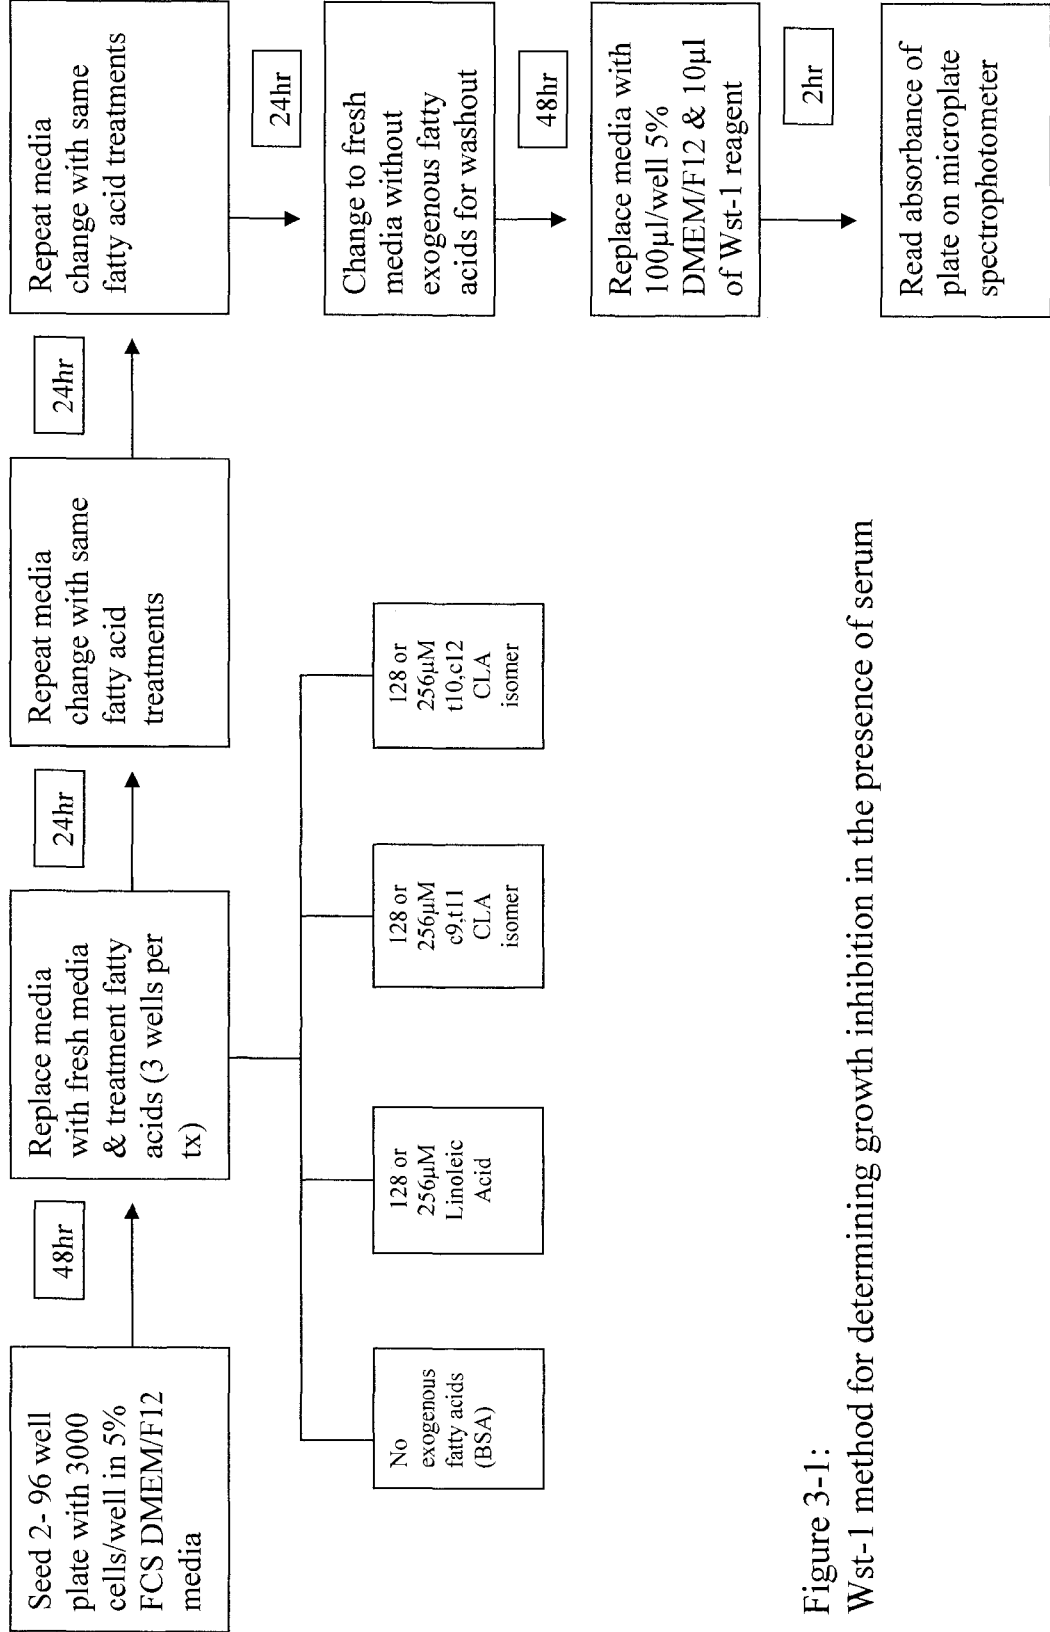 Seed 2- 96 well
plate with 3000
cells/well in 5%
FCS DMEM/F12
media
48hr
Replace media
with fresh media
& treatment fatty
acids (3 wells per
tx)
24hr
Repeat media
change with same
fatty acid
treatments
24hr
Repeat media
change with same
fatty acid treatments
24hr
Change to fresh
media without
exogenous fatty
acids for washout
48hr
Replace media with
100µl/well 5%
DMEM/F12 & 10µl
of Wst-1 reagent
2hr
Read absorbance of
plate on microplate
spectrophotometer
No
exogenous
fatty acids
(BSA)
128 or
256µM
Linoleic
Acid
128 or
256µM
c9,t11
CLA
isomer
128 or
256µM
t10,c12
CLA
isomer
Figure 3-1:
Wst-1 method for determining growth inhibition in the presence of serum